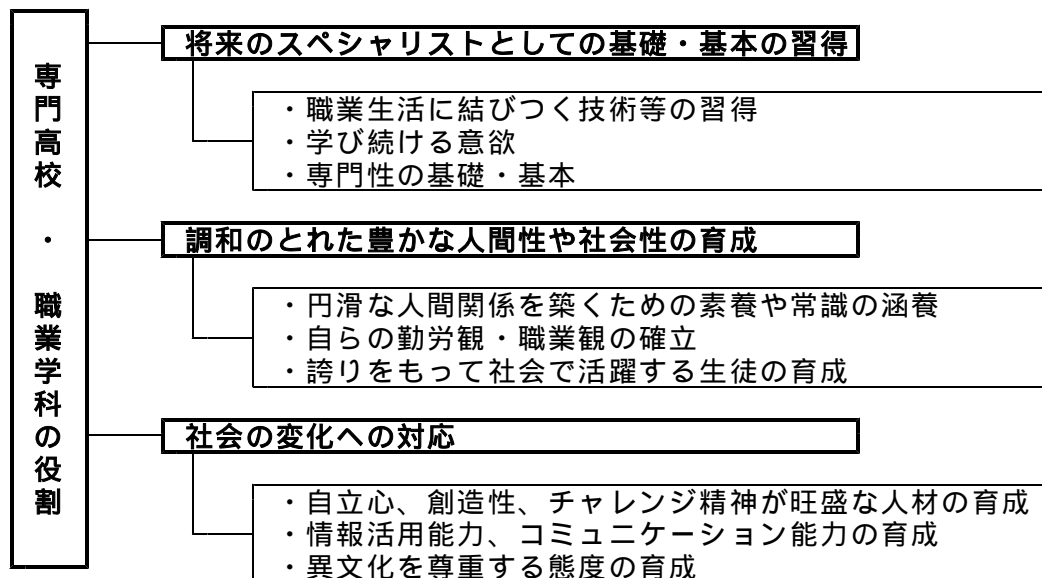 専門高校・職業学科の役割
将来のスペシャリストとしての基礎・基本の習得
・職業生活に結びつく技術等の習得
・学び続ける意欲
・専門性の基礎・基本
調和のとれた豊かな人間性や社会性の育成
・円滑な人間関係を築くための素養や常識の涵養
・自らの勤労観・職業観の確立
・誇りをもって社会で活躍する生徒の育成
社会の変化への対応
・自立心、創造性、チャレンジ精神が旺盛な人材の育成
・情報活用能力、コミュニケーション能力の育成
・異文化を尊重する態度の育成